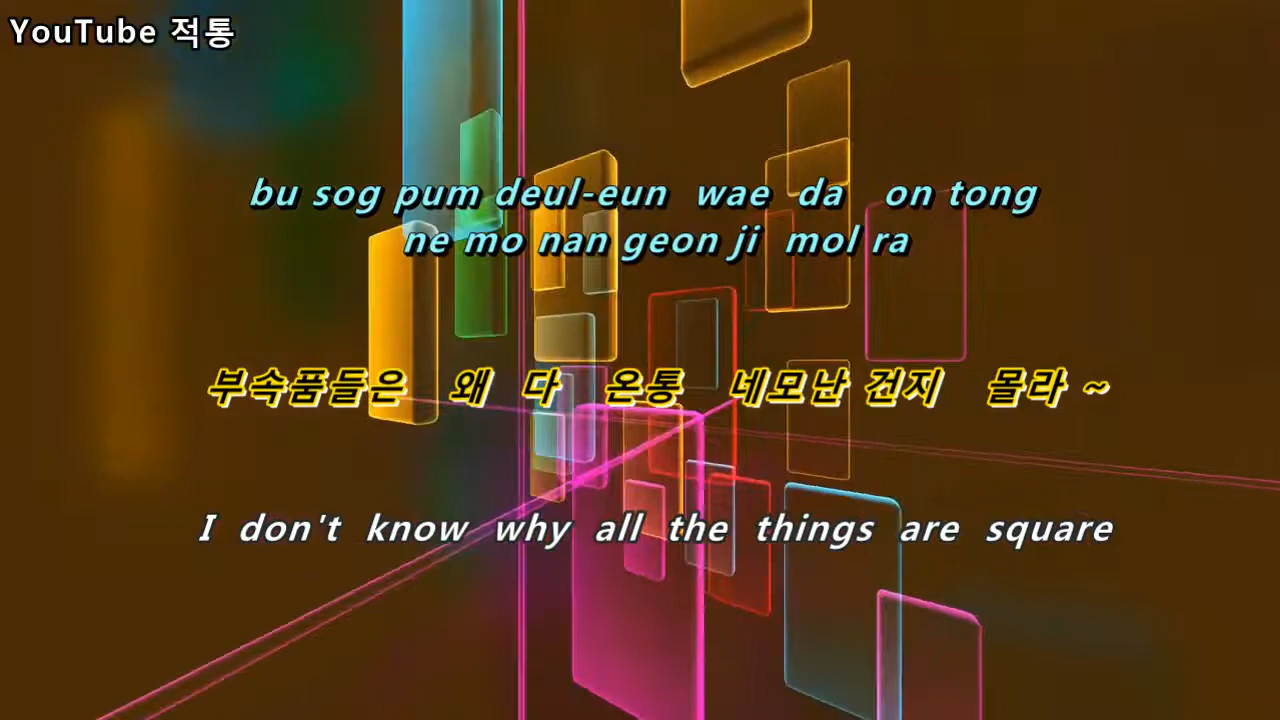 YouTube 적통
bu sog pum deul-eun wae da on tong
ne mo nan geon ji mol ra
부속품들은 왜 다 온통 네모난 건지 몰라 ~
I don't know why all the things are square